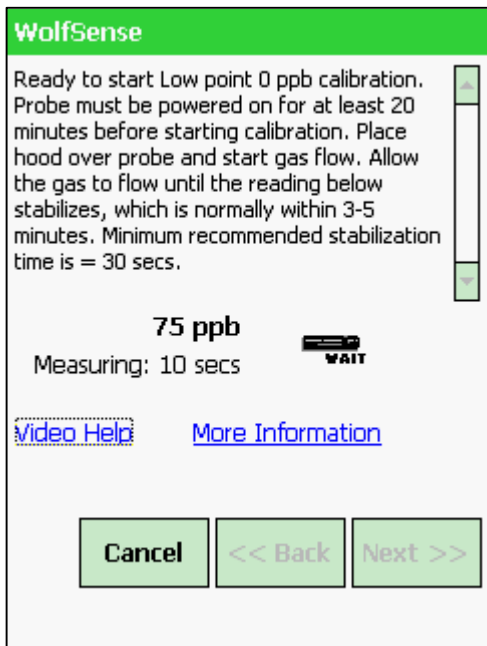 WolfSense
Ready to start Low point 0 ppb calibration.
Probe must be powered on for at least 20
minutes before starting calibration. Place
hood over probe and start gas flow. Allow
the gas to flow until the reading below
stabilizes, which is normally within 3-5
minutes. Minimum recommended stabilization
time is = 30 secs.
75 ppb
WAIT
Measuring: 10 secs
Video Help More Information
Cancel << Back Next >>